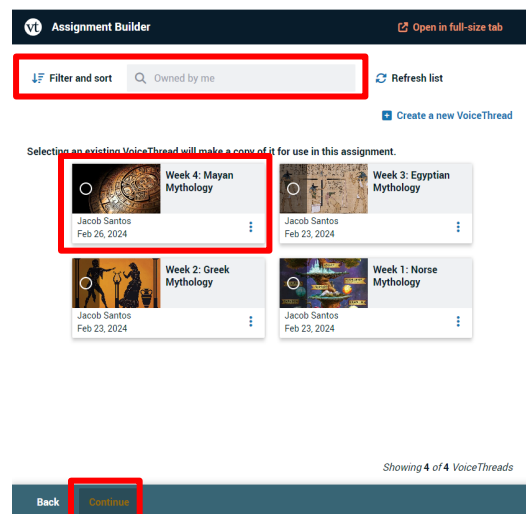 vt Assignment Builder Open in full-size tab
Filter and sort Owned by me Refresh list
Create a new VoiceThread
Selecting an existing VoiceThread will make a copy of it for use in this assignment.
Week 4: Mayan
Mythology
Jacob Santos
Feb 26, 2024
Week 3: Egyptian
Mythology
Jacob Santos
Feb 23, 2024
Week 2: Greek
Mythology
Jacob Santos
Feb 23, 2024
Week 1: Norse
Mythology
Jacob Santos
Feb 23, 2024
Showing 4 of 4 VoiceThreads
Back Continue